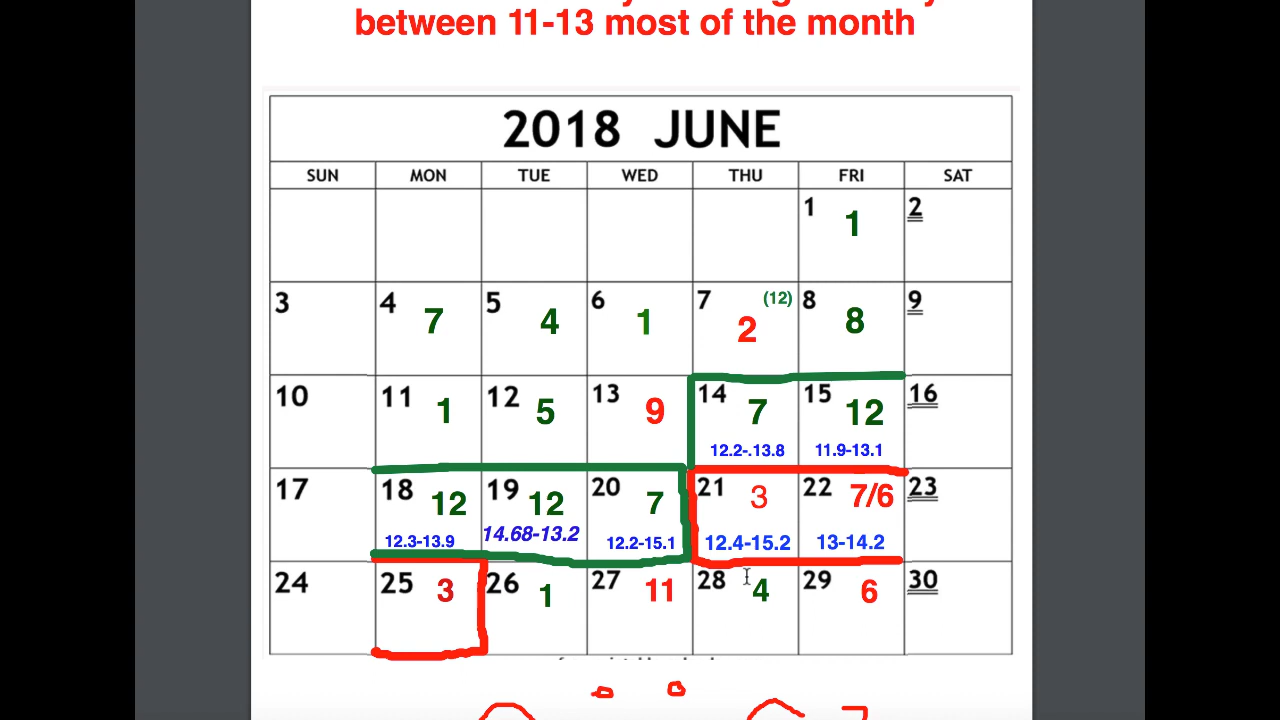 between 11-13 most of the month
2018 JUNE
SUN MON TUE WED THU FRI SAT
1 1 2
3 4 7 5 4 6 1 7 (12) 2 8 8 9
10 11 1 12 5 13 9 14 7 12.2-.13.8 15 12 11.9-13.1 16
17 18 12 12.3-13.9 19 12 14.68-13.2 20 7 12.2-15.1 21 3 12.4-15.2 22 7/6 13-14.2 23
24 25 3 26 1 27 11 28 4 29 6 30